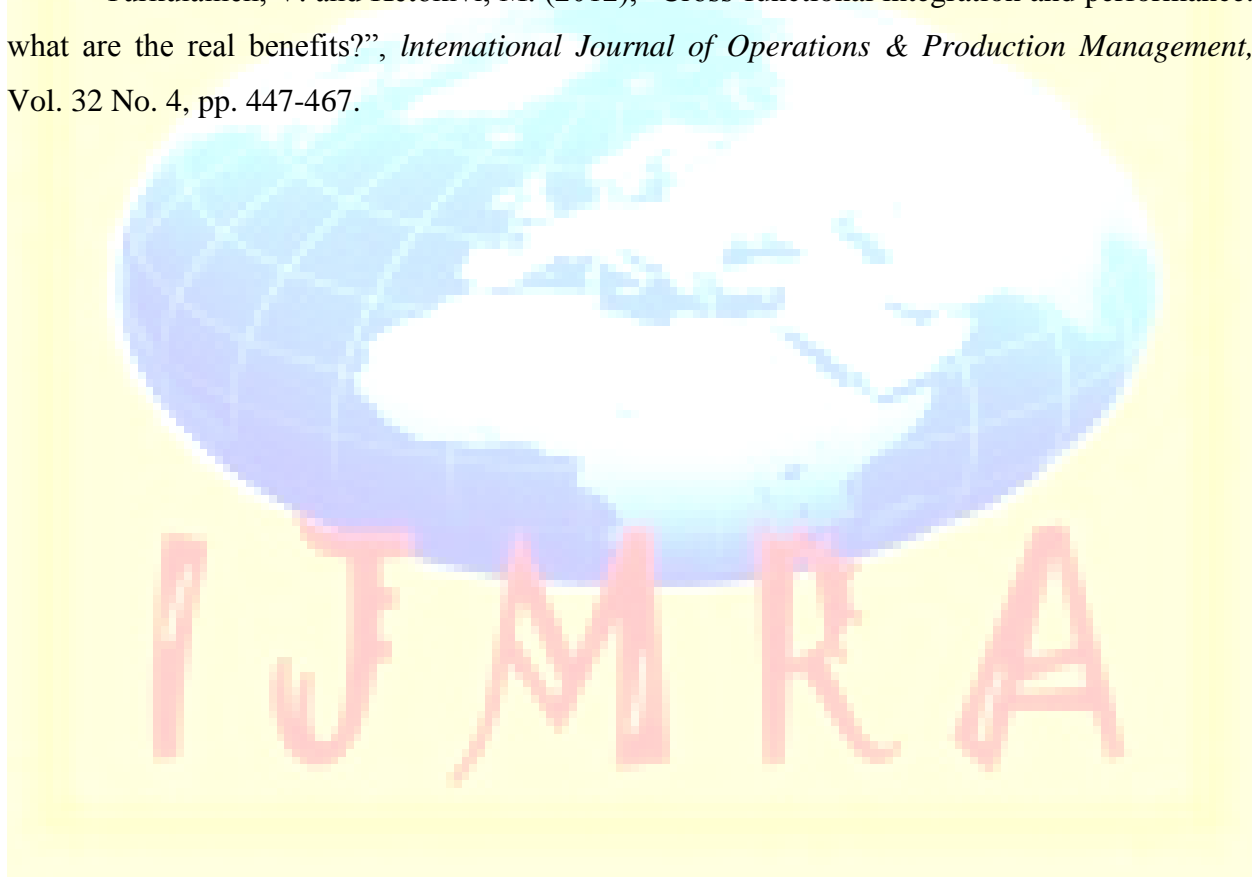 and Ketokivi, M. (2012), "Cross-functional integration and performance:
what are the real benefits?", lntemational Journal of Operations & Production Management,
Vol. 32 No. 4, pp. 447-467.
IJMRA